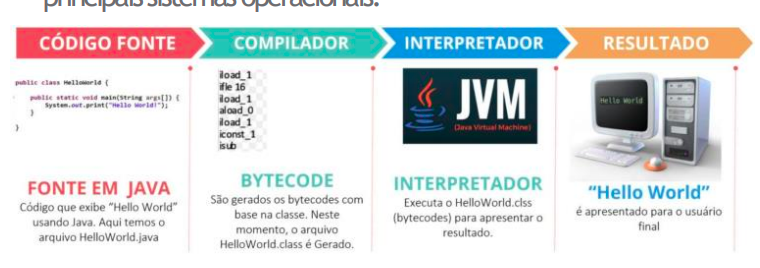 principais sistemas operacionais.
CÓDIGO FONTE
COMPILADOR
INTERPRETADOR
RESULTADO
public class HelloWorld {
public static void main(String args[]) {
System.out.print("Hello World!");
}
}
iload_1
ifle 16
iload_1
aload_0
iload_1
iconst_1
isub
JVM
(Java Virtual Machine)
Hello World
FONTE EM JAVA
Código que exibe “Hello World”
usando Java. Aqui temos o
arquivo HelloWorld.java
BYTECODE
São gerados os bytecodes com
base na classe. Neste
momento, o arquivo
HelloWorld.class é Gerado.
INTERPRETADOR
Executa o HelloWorld.clss
(bytecodes) para apresentar o
resultado.
“Hello World”
é apresentado para o usuário
final